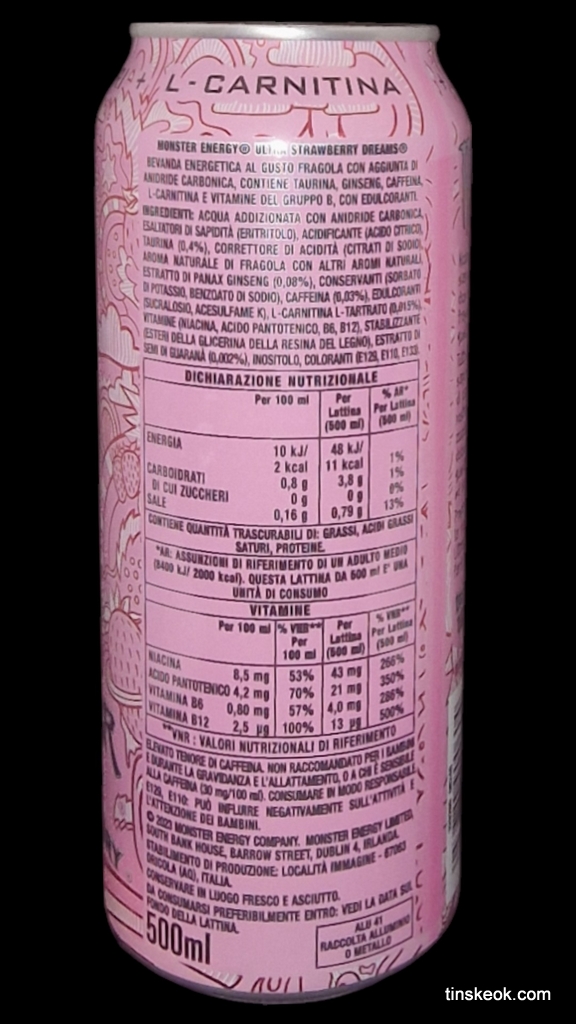 L-CARNITINA
MONSTER ENERGY® ULTRA STRAWBERRY DREAMS®
BEVANDA ENERGETICA AL GUSTO FRAGOLA CON AGGIUNTA DI
ANIDRIDE CARBONICA, CONTIENE TAURINA, GINSENG, CAFFEINA,
L-CARNITINA E VITAMINE DEL GRUPPO B, CON EDULCORANTI.
INGREDIENTI: ACQUA ADDIZIONATA CON ANIDRIDE CARBONICA,
ESALTATORI DI SAPIDITÀ (ERITRITOLO), ACIDIFICANTE (ACIDO CITRICO),
TAURINA (0,4%), CORRETTORE DI ACIDITÀ (CITRATI DI SODIO),
AROMA NATURALE DI FRAGOLA CON ALTRI AROMI NATURALI,
ESTRATTO DI PANAX GINSENG (0,08%), CONSERVANTI (SORBATO
DI POTASSIO, BENZOATO DI SODIO), CAFFEINA (0,03%), EDULCORANTI
(SUCRALOSIO, ACESULFAME K), L-CARNITINA L-TARTRATO (0,015%),
VITAMINE (NIACINA, ACIDO PANTOTENICO, B6, B12), STABILIZZANTE
(ESTERI DELLA GLICERINA DELLA RESINA DEL LEGNO), ESTRATTO DI
SEMI DI GUARANÀ (0,002%), INOSITOLO, COLORANTI (E129, E110, E133)
DICHIARAZIONE NUTRIZIONALE
Per 100 ml Per Lattina (500 ml) % AR* Per Lattina (500 ml)
ENERGIA 10 kJ/ 48 kJ/
2 kcal 11 kcal 1%
CARBOIDRATI 0,8 g 3,8 g 1%
DI CUI ZUCCHERI 0 g 0 g 0%
SALE 0,16 g 0,79 g 13%
CONTIENE QUANTITÀ TRASCURABILI DI: GRASSI, ACIDI GRASSI
SATURI, PROTEINE.
*AR: ASSUNZIONI DI RIFERIMENTO DI UN ADULTO MEDIO
(8400 kJ/ 2000 kcal). QUESTA LATTINA DA 500 ml E' UNA
UNITÀ DI CONSUMO
VITAMINE
Per 100 ml % VNR** Per 100 ml Per Lattina (500 ml) % VNR** Per Lattina (500 ml)
NIACINA 8,5 mg 53% 43 mg 266%
ACIDO PANTOTENICO 4,2 mg 70% 21 mg 350%
VITAMINA B6 0,80 mg 57% 4,0 mg 286%
VITAMINA B12 2,5 µg 100% 13 µg 500%
**VNR : VALORI NUTRIZIONALI DI RIFERIMENTO
ELEVATO TENORE DI CAFFEINA. NON RACCOMANDATO PER I BAMBINI
E DURANTE LA GRAVIDANZA E L'ALLATTAMENTO, O A CHI È SENSIBILE
ALLA CAFFEINA (30 mg/100 ml). CONSUMARE IN MODO RESPONSABILE.
E129, E110: PUÒ INFLUIRE NEGATIVAMENTE SULL'ATTIVITÀ E
L'ATTENZIONE DEI BAMBINI.
© 2023 MONSTER ENERGY COMPANY. MONSTER ENERGY LIMITED,
SOUTH BANK HOUSE, BARROW STREET, DUBLIN 4, IRLANDA.
STABILIMENTO DI PRODUZIONE: LOCALITÀ IMMAGINE - 67063
ORICOLA (AQ), ITALIA.
CONSERVARE IN LUOGO FRESCO E ASCIUTTO.
DA CONSUMARSI PREFERIBILMENTE ENTRO: VEDI LA DATA SUL
FONDO DELLA LATTINA.
500ml
ALU 41
RACCOLTA ALLUMINIO
O METALLO
tinskeok.com